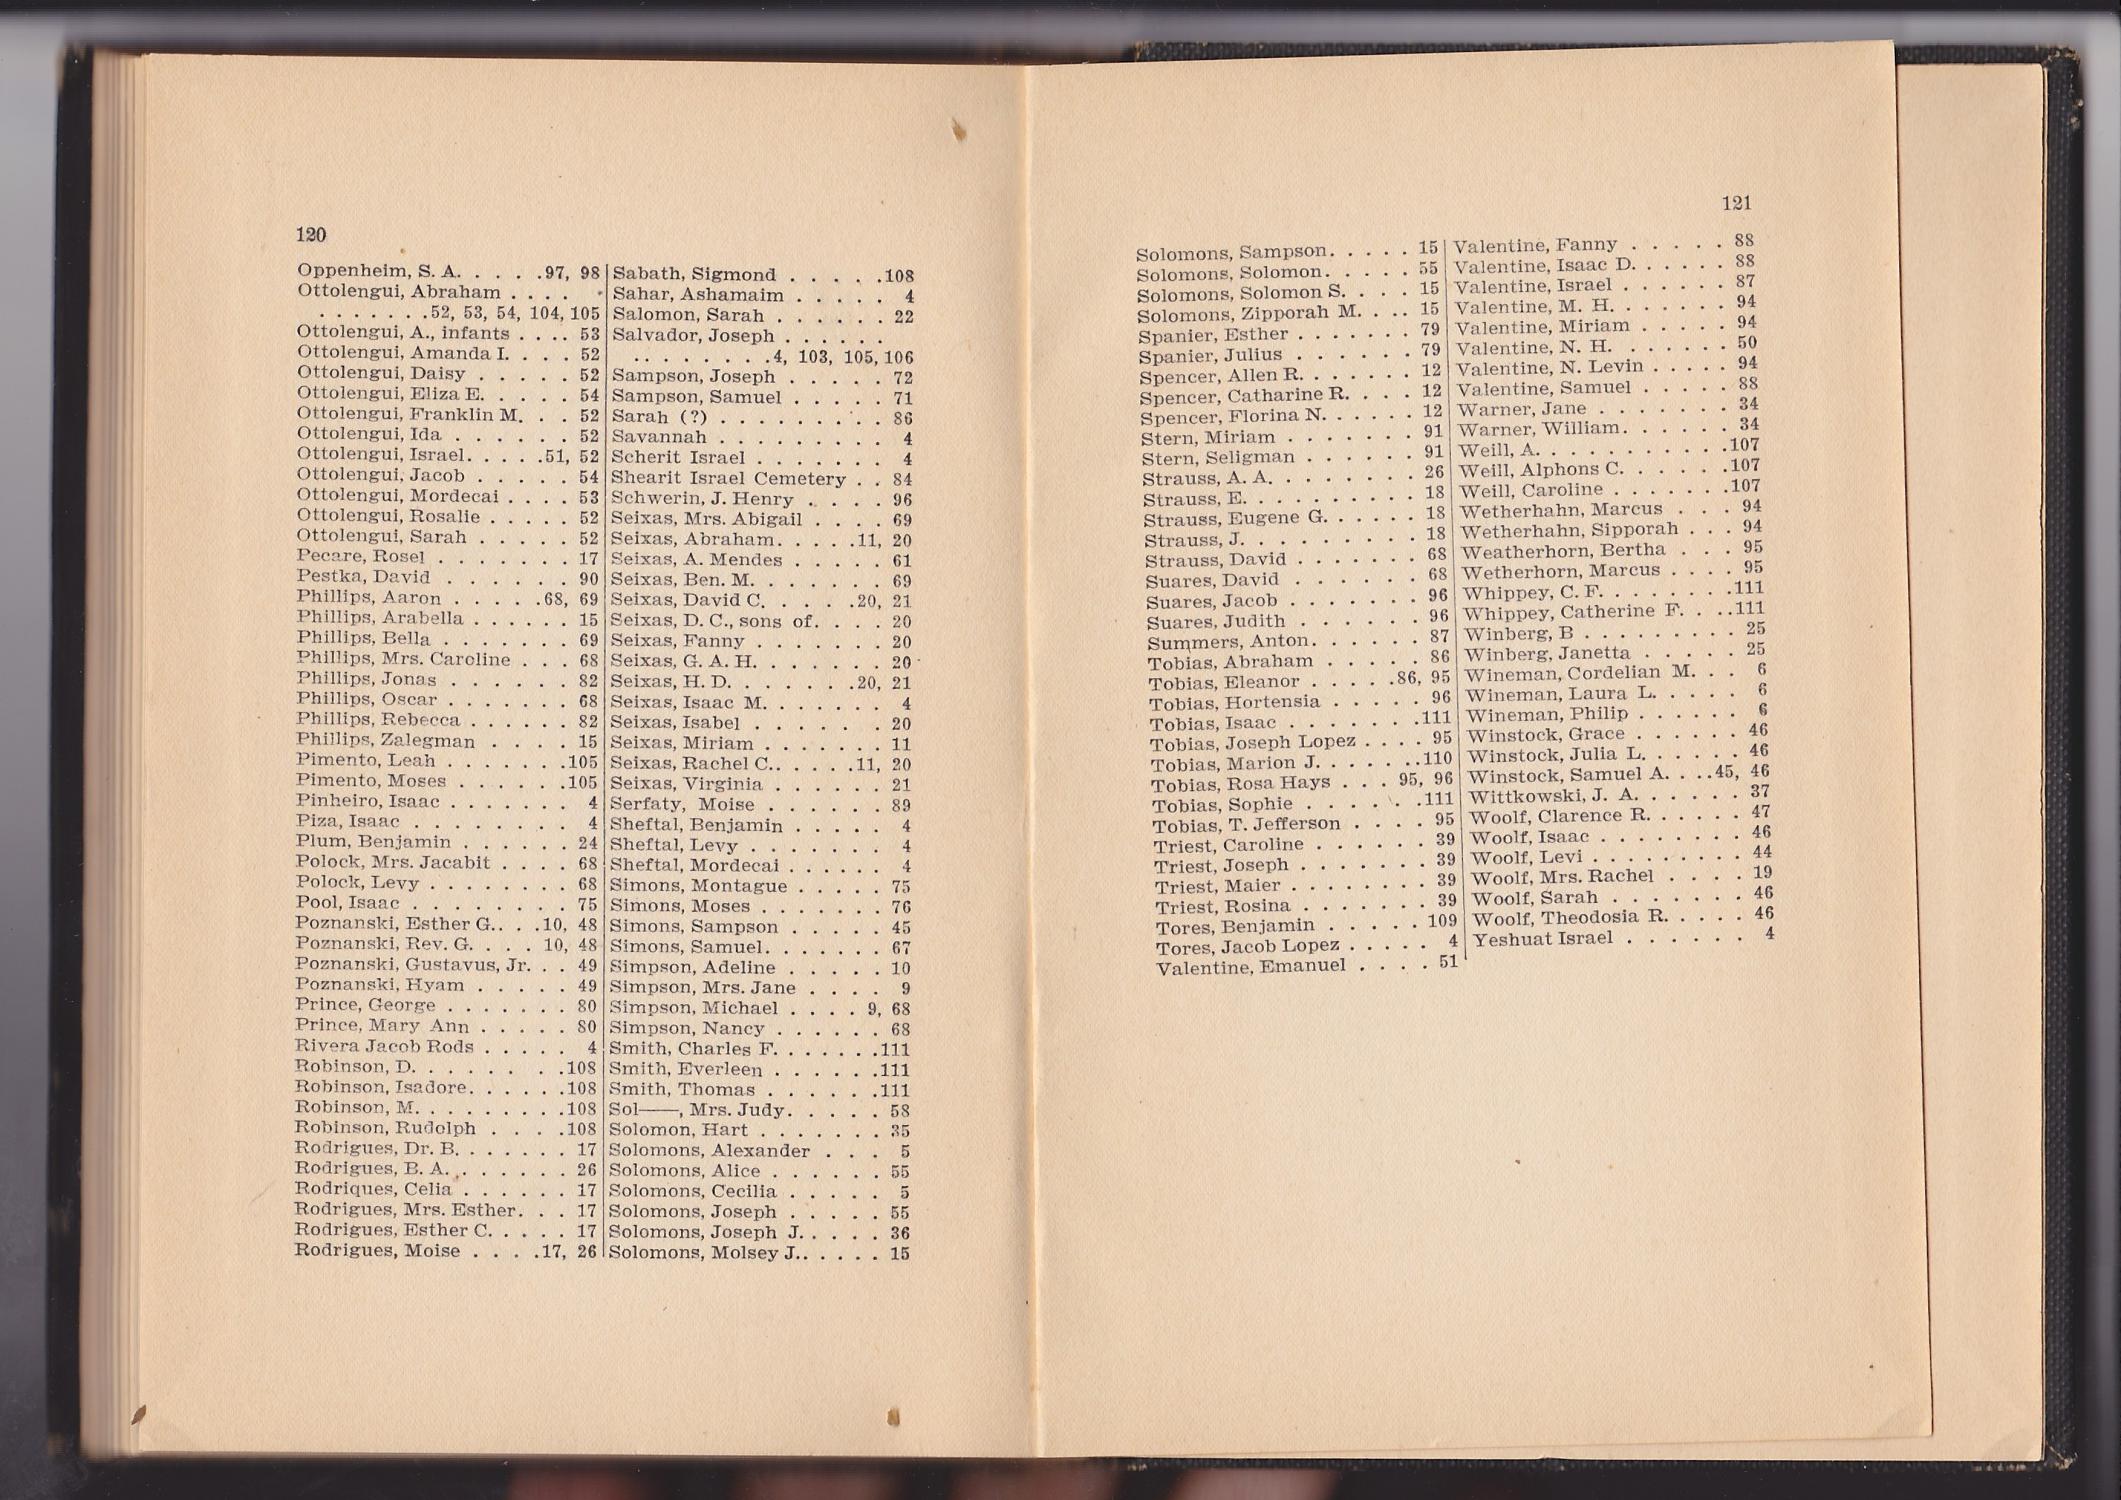 120
Oppenheim, S. A. . . . . .97, 98
Ottolengui, Abraham . . . .
. . . . . . .52, 53, 54, 104, 105
Ottolengui, A., infants . . . . 53
Ottolengui, Amanda I. . . . 52
Ottolengui, Daisy . . . . . 52
Ottolengui, Eliza E. . . . . 54
Ottolengui, Franklin M. . . 52
Ottolengui, Ida . . . . . . 52
Ottolengui, Israel. . . . .51, 52
Ottolengui, Jacob . . . . . 54
Ottolengui, Mordecai . . . . 53
Ottolengui, Rosalie . . . . . 52
Ottolengui, Sarah . . . . . 52
Pecare, Rosel . . . . . . . 17
Pestka, David . . . . . . 90
Phillips, Aaron . . . . .68, 69
Phillips, Arabella . . . . . . 15
Phillips, Bella . . . . . . . 69
Phillips, Mrs. Caroline . . . 68
Phillips, Jonas . . . . . . 82
Phillips, Oscar . . . . . . . 68
Phillips, Rebecca . . . . . . 82
Phillips, Zalegman . . . . 15
Pimento, Leah . . . . . . .105
Pimento, Moses . . . . . .105
Pinheiro, Isaac . . . . . . . 4
Piza, Isaac . . . . . . . . 4
Plum, Benjamin . . . . . . 24
Polock, Mrs. Jacabit . . . . 68
Polock, Levy . . . . . . . . 68
Pool, Isaac . . . . . . . . 75
Poznanski, Esther G.. . .10, 48
Poznanski, Rev. G. . . . 10, 48
Poznanski, Gustavus, Jr. . . 49
Poznanski, Hyam . . . . . 49
Prince, George . . . . . . . 80
Prince, Mary Ann . . . . . 80
Rivera Jacob Rods . . . . . 4
Robinson, D. . . . . . . .108
Robinson, Isadore. . . . . .108
Robinson, M. . . . . . . . .108
Robinson, Rudolph . . . .108
Rodrigues, Dr. B. . . . . . . 17
Rodrigues, B. A. . . . . . . 26
Rodriques, Celia . . . . . . 17
Rodrigues, Mrs. Esther. . . 17
Rodrigues, Esther C. . . . . 17
Rodrigues, Moise . . . .17, 26
Sabath, Sigmond . . . . . .108
Sahar, Ashamaim . . . . . 4
Salomon, Sarah . . . . . . 22
Salvador, Joseph . . . . . .
. . . . . . . . .4, 103, 105, 106
Sampson, Joseph . . . . . 72
Sampson, Samuel . . . . . 71
Sarah (?) . . . . . . . . . 86
Savannah . . . . . . . . . 4
Scherit Israel . . . . . . . 4
Shearit Israel Cemetery . . 84
Schwerin, J. Henry . . . . 96
Seixas, Mrs. Abigail . . . . 69
Seixas, Abraham. . . . .11, 20
Seixas, A. Mendes . . . . . 61
Seixas, Ben. M. . . . . . . 69
Seixas, David C. . . . .20, 21
Seixas, D. C., sons of. . . . 20
Seixas, Fanny . . . . . . . 20
Seixas, G. A. H. . . . . . . 20
Seixas, H. D. . . . . . .20, 21
Seixas, Isaac M. . . . . . . 4
Seixas, Isabel . . . . . . 20
Seixas, Miriam . . . . . . . 11
Seixas, Rachel C.. . . . .11, 20
Seixas, Virginia . . . . . . 21
Serfaty, Moise . . . . . . 89
Sheftal, Benjamin . . . . . 4
Sheftal, Levy . . . . . . . 4
Sheftal, Mordecai . . . . . . 4
Simons, Montague . . . . . 75
Simons, Moses . . . . . . . 76
Simons, Sampson . . . . . 45
Simons, Samuel. . . . . . . 67
Simpson, Adeline . . . . . 10
Simpson, Mrs. Jane . . . . 9
Simpson, Michael . . . . 9, 68
Simpson, Nancy . . . . . . 68
Smith, Charles F. . . . . . .111
Smith, Everleen . . . . . .111
Smith, Thomas . . . . . .111
Sol——, Mrs. Judy. . . . . 58
Solomon, Hart . . . . . . . 35
Solomons, Alexander . . . 5
Solomons, Alice . . . . . . 55
Solomons, Cecilia . . . . . 5
Solomons, Joseph . . . . . 55
Solomons, Joseph J. . . . . 36
Solomons, Molsey J.. . . . . 15
121
Solomons, Sampson. . . . . 15
Solomons, Solomon. . . . . 55
Solomons, Solomon S. . . . 15
Solomons, Zipporah M. . . . 15
Spanier, Esther . . . . . . . 79
Spanier, Julius . . . . . . 79
Spencer, Allen R. . . . . . . 12
Spencer, Catharine R. . . . 12
Spencer, Florina N. . . . . . 12
Stern, Miriam . . . . . . . 91
Stern, Seligman . . . . . . 91
Strauss, A. A. . . . . . . . 26
Strauss, E. . . . . . . . . . 18
Strauss, Eugene G. . . . . . 18
Strauss, J. . . . . . . . . . 18
Strauss, David . . . . . . . 68
Suares, David . . . . . . 68
Suares, Jacob . . . . . . . 96
Suares, Judith . . . . . . 96
Summers, Anton. . . . . . 87
Tobias, Abraham . . . . . 86
Tobias, Eleanor . . . . .86, 95
Tobias, Hortensia . . . . . 96
Tobias, Isaac . . . . . . .111
Tobias, Joseph Lopez . . . . 95
Tobias, Marion J. . . . . . .110
Tobias, Rosa Hays . . . 95, 96
Tobias, Sophie . . . . . .111
Tobias, T. Jefferson . . . . 95
Triest, Caroline . . . . . . 39
Triest, Joseph . . . . . . . 39
Triest, Maier . . . . . . . . 39
Triest, Rosina . . . . . . . 39
Tores, Benjamin . . . . . 109
Tores, Jacob Lopez . . . . . 4
Valentine, Emanuel . . . . 51
Valentine, Fanny . . . . . 88
Valentine, Isaac D. . . . . . 88
Valentine, Israel . . . . . . 87
Valentine, M. H. . . . . . . 94
Valentine, Miriam . . . . . 94
Valentine, N. H. . . . . . . 50
Valentine, N. Levin . . . . . 94
Valentine, Samuel . . . . . 88
Warner, Jane . . . . . . . 34
Warner, William. . . . . . 34
Weill, A. . . . . . . . . . .107
Weill, Alphons C. . . . . . .107
Weill, Caroline . . . . . . .107
Wetherhahn, Marcus . . . 94
Wetherhahn, Sipporah . . . 94
Weatherhorn, Bertha . . . 95
Wetherhorn, Marcus . . . . 95
Whippey, C. F. . . . . . . .111
Whippey, Catherine F. . . .111
Winberg, B . . . . . . . . . 25
Winberg, Janetta . . . . . 25
Wineman, Cordelian M. . . 6
Wineman, Laura L. . . . . 6
Wineman, Philip . . . . . . 6
Winstock, Grace . . . . . . 46
Winstock, Julia L. . . . . . 46
Winstock, Samuel A. . . .45, 46
Wittkowski, J. A. . . . . . 37
Woolf, Clarence R. . . . . . 47
Woolf, Isaac . . . . . . . . 46
Woolf, Levi . . . . . . . . . 44
Woolf, Mrs. Rachel . . . . 19
Woolf, Sarah . . . . . . . 46
Woolf, Theodosia R. . . . . 46
Yeshuat Israel . . . . . . 4